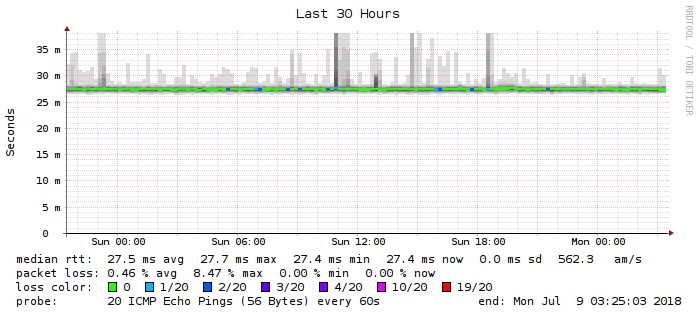 Last 30 Hours
RRDTOOL / TOBI OETIKER
Seconds
35 m
30 m
25 m
20 m
15 m
10 m
5 m
0
Sun 00:00 Sun 06:00 Sun 12:00 Sun 18:00 Mon 00:00
median rtt: 27.5 ms avg 27.7 ms max 27.4 ms min 27.4 ms now 0.0 ms sd 562.3 am/s
packet loss: 0.46 % avg 8.47 % max 0.00 % min 0.00 % now
loss color: 0 1/20 2/20 3/20 4/20 10/20 19/20
probe: 20 ICMP Echo Pings (56 Bytes) every 60s end: Mon Jul 9 03:25:03 2018